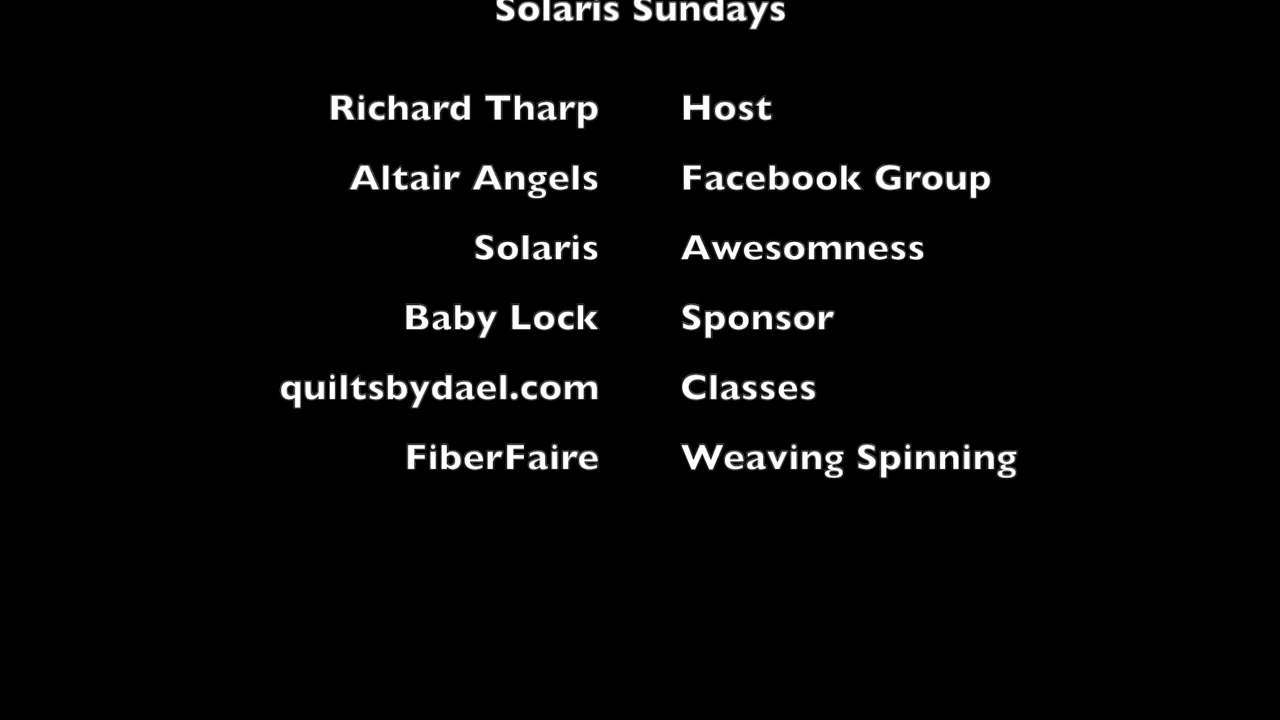 Solaris Sundays
Richard Tharp Host
Altair Angels Facebook Group
Solaris Awesomness
Baby Lock Sponsor
quiltsbydael.com Classes
FiberFaire Weaving Spinning